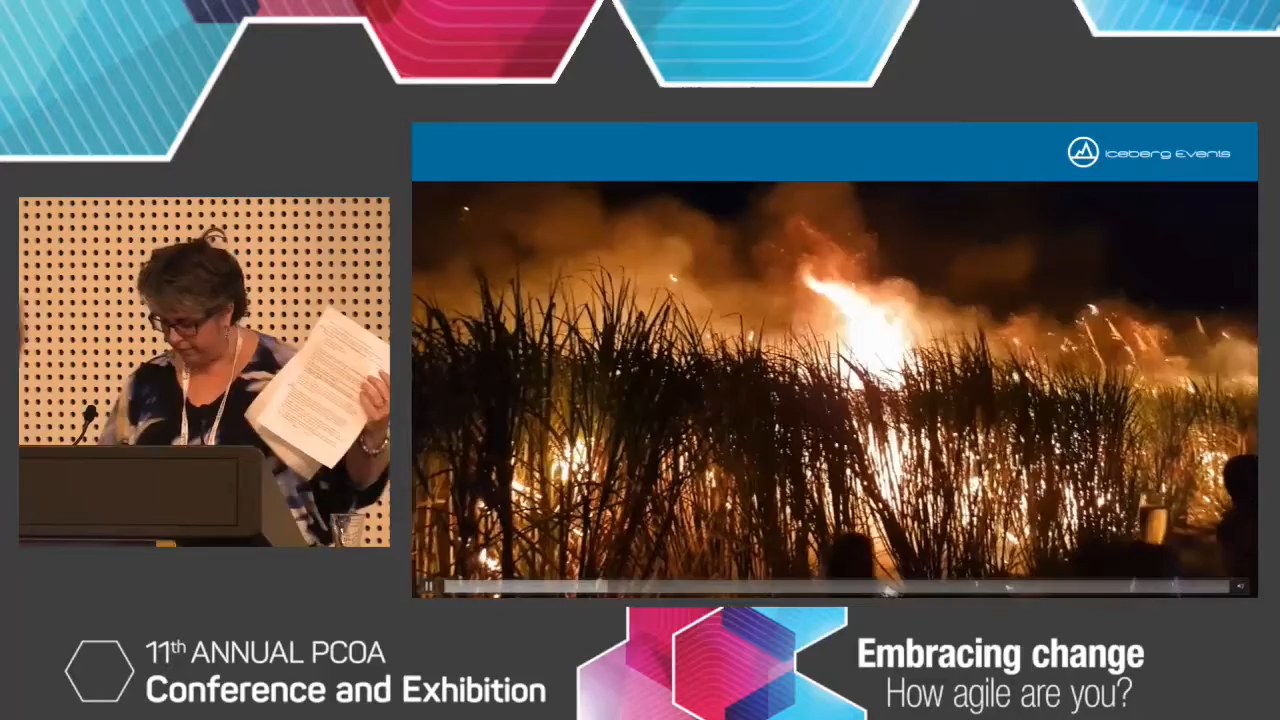 Iceberg Events
11th ANNUAL PCOA
Conference and Exhibition
Embracing change
How agile are you?